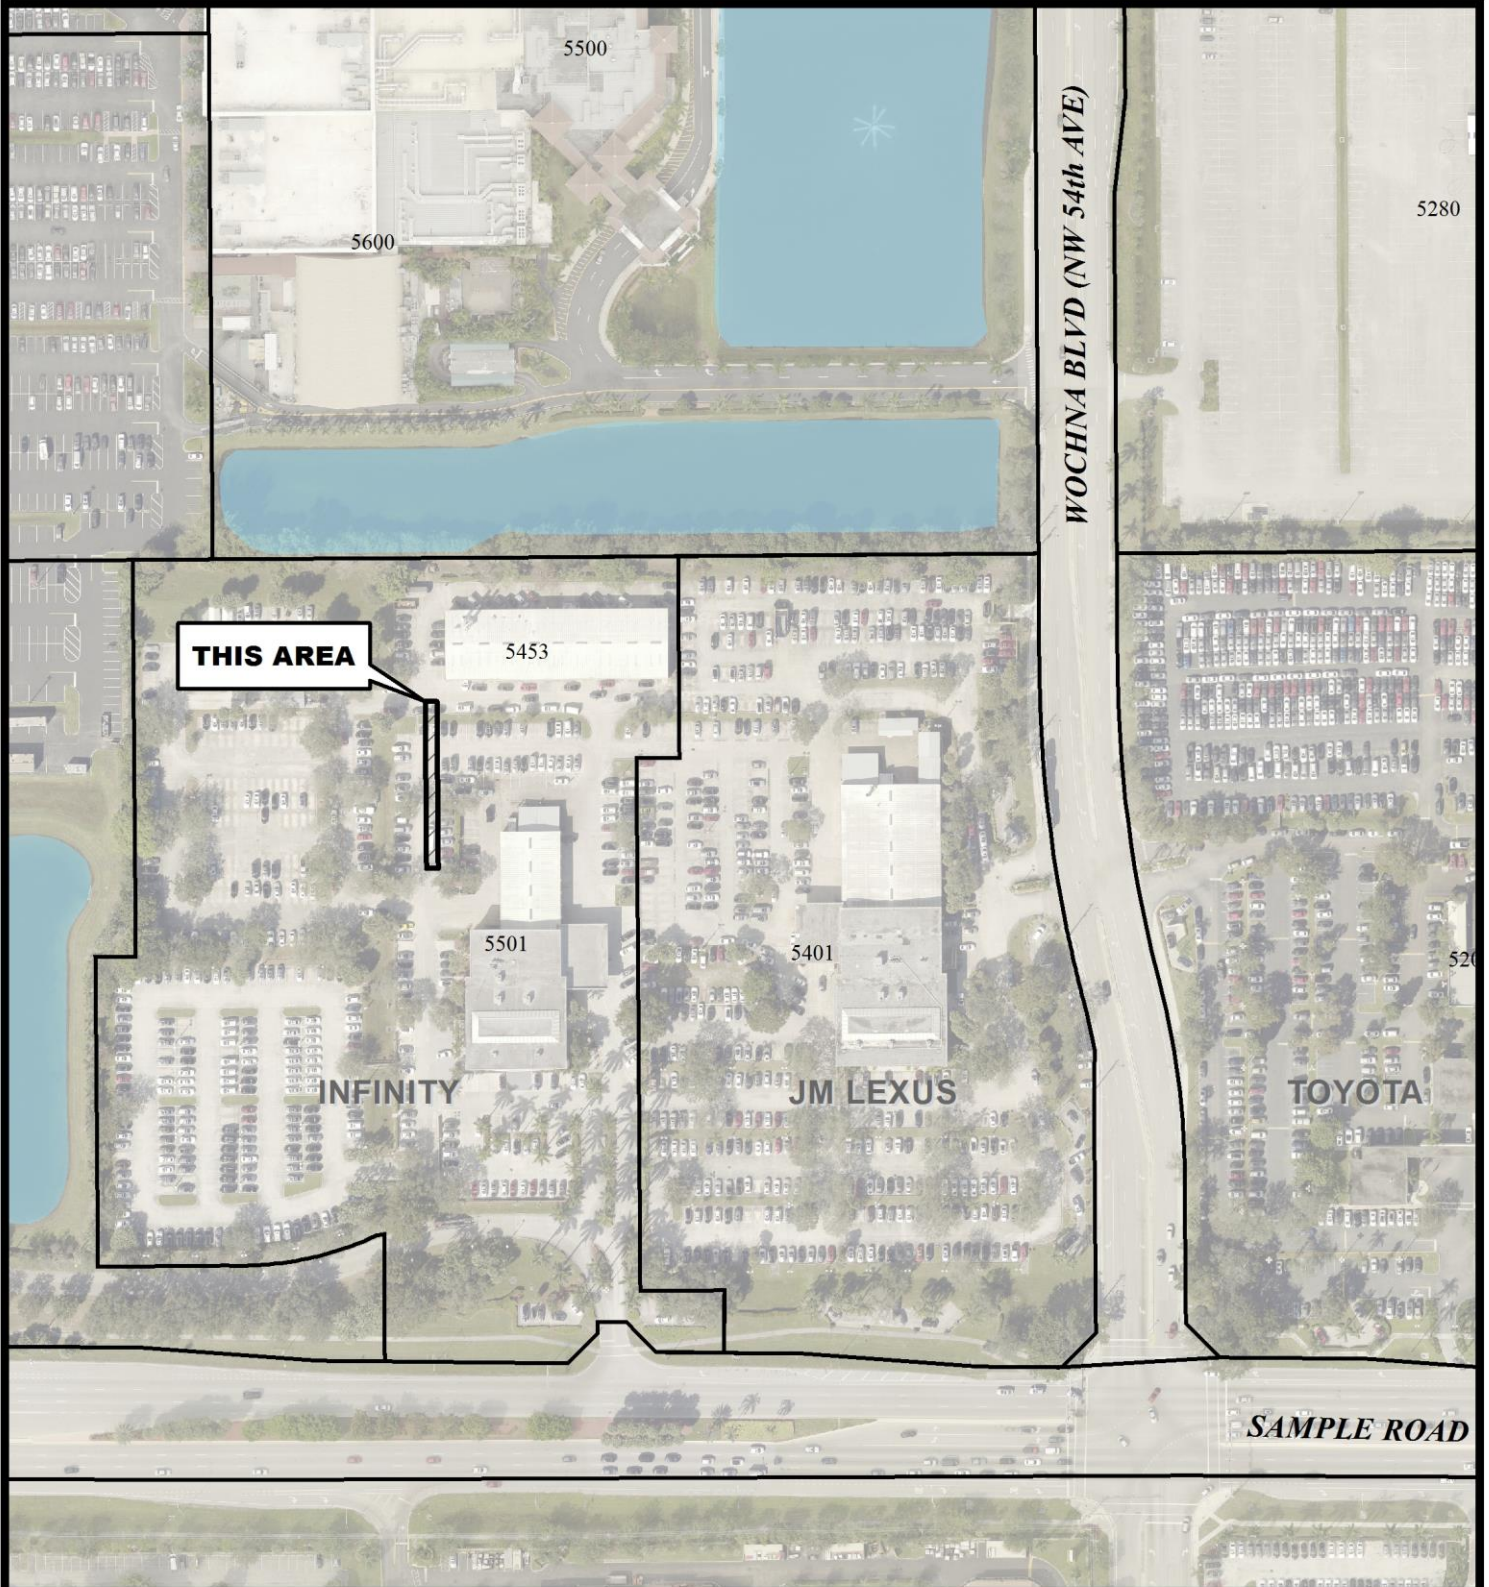 5500
WOCHNA BLVD (NW 54th AVE)
5280
5600
THIS AREA
5453
5501
5401
INFINITY
JM LEXUS
TOYOTA
SAMPLE ROAD